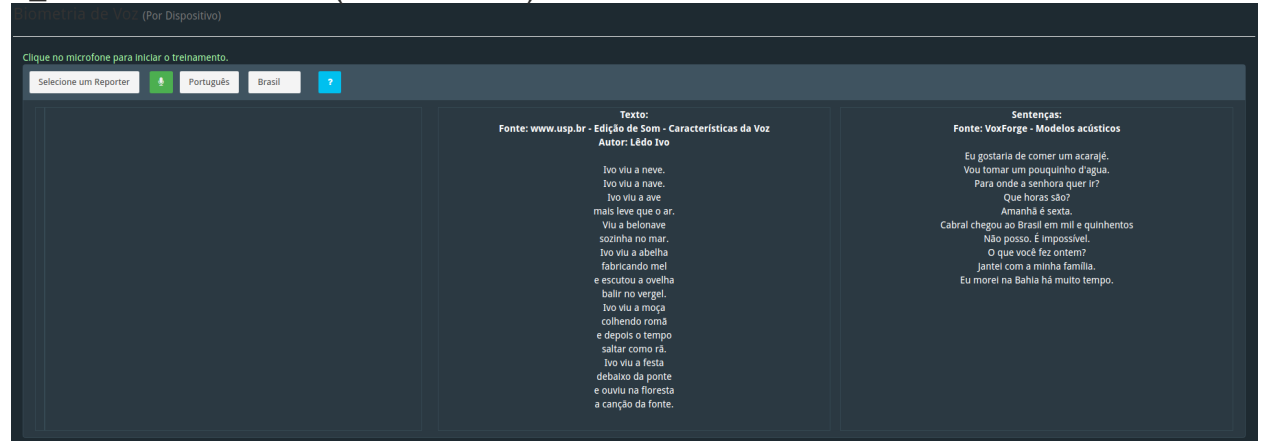 Biometria de Voz (Por Dispositivo)
Clique no microfone para iniciar o treinamento.
Selecione um Reporter
Português
Brasil
?
Texto:
Fonte: www.usp.br - Edição de Som - Características da Voz
Autor: Lêdo Ivo
Ivo viu a neve.
Ivo viu a nave.
Ivo viu a ave
mais leve que o ar.
Viu a belonave
sozinha no mar.
Ivo viu a abelha
fabricando mel
e escutou a ovelha
balir no vergel.
Ivo viu a moça
colhendo romã
e depois o tempo
saltar como rã.
Ivo viu a festa
debaixo da ponte
e ouviu na floresta
a canção da fonte.
Sentenças:
Fonte: VoxForge - Modelos acústicos
Eu gostaria de comer um acarajé.
Vou tomar um pouquinho d'agua.
Para onde a senhora quer ir?
Que horas são?
Amanhã é sexta.
Cabral chegou ao Brasil em mil e quinhentos
Não posso. É impossível.
O que você fez ontem?
Jantei com a minha família.
Eu morei na Bahia há muito tempo.